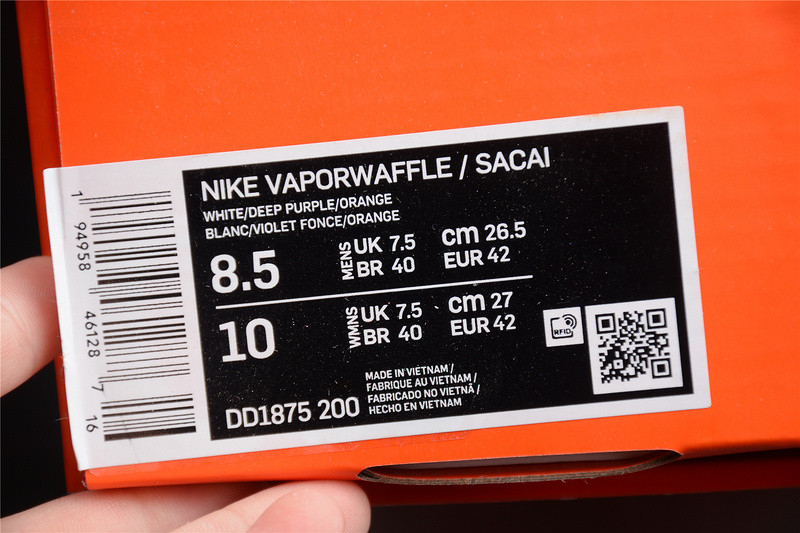 NIKE VAPORWAFFLE / SACAI
WHITE/DEEP PURPLE/ORANGE
BLANC/VIOLET FONCE/ORANGE
8.5
MENS
UK 7.5
BR 40
cm 26.5
EUR 42
10
WMNS
UK 7.5
BR 40
cm 27
EUR 42
RFID
DD1875 200
MADE IN VIETNAM /
FABRIQUE AU VIETNAM /
FABRICADO NO VIETNÃ /
HECHO EN VIETNAM
1 94958 46128 7 16